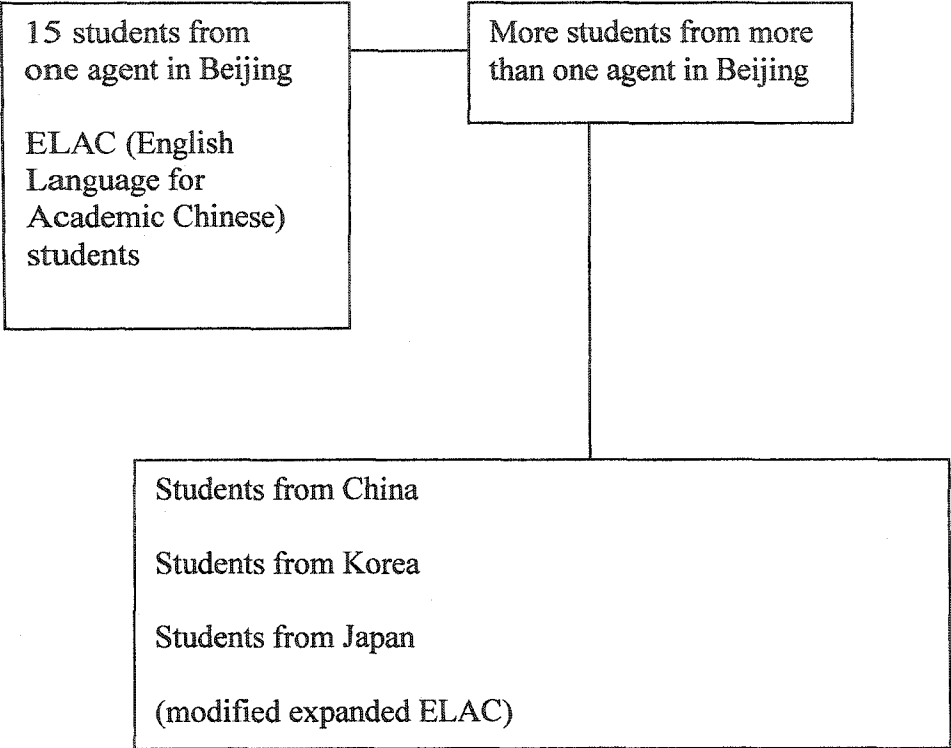 15 students from
one agent in Beijing
ELAC (English
Language for
Academic Chinese)
students
More students from more
than one agent in Beijing
Students from China
Students from Korea
Students from Japan
(modified expanded ELAC)